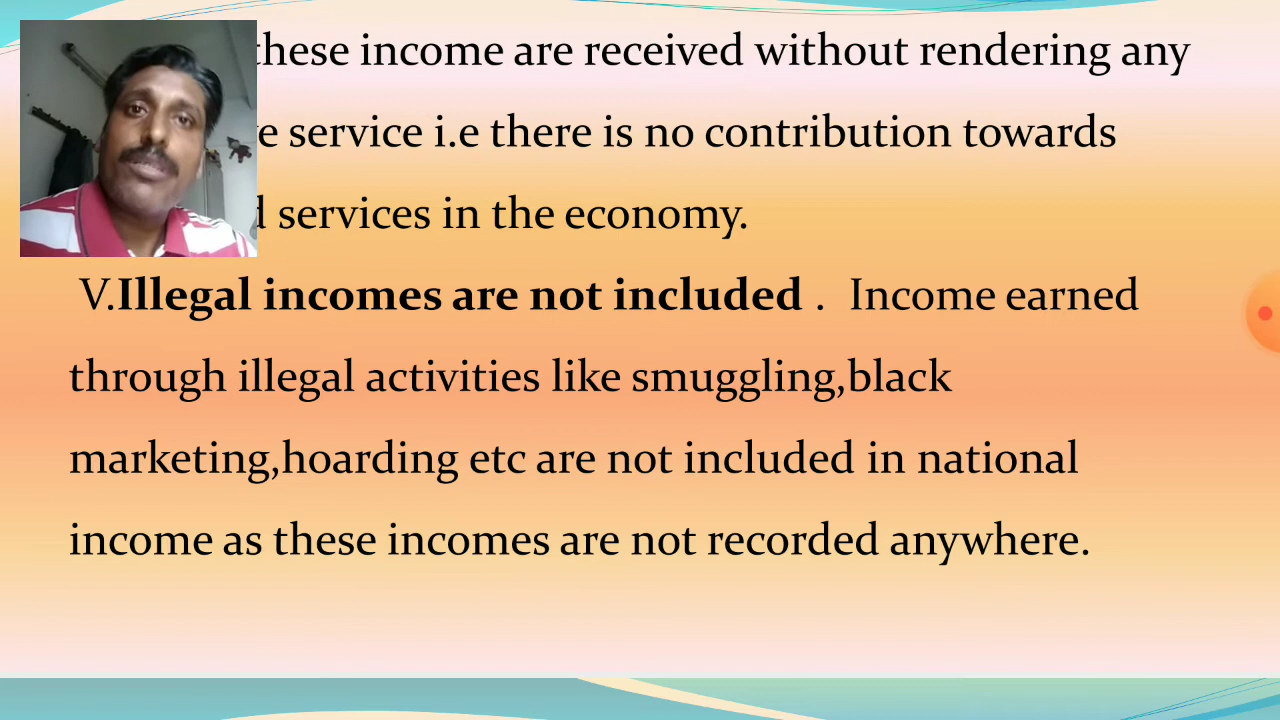 these income are received without rendering any
service i.e there is no contribution towards
services in the economy.
V.Illegal incomes are not included . Income earned
through illegal activities like smuggling,black
marketing,hoarding etc are not included in national
income as these incomes are not recorded anywhere.